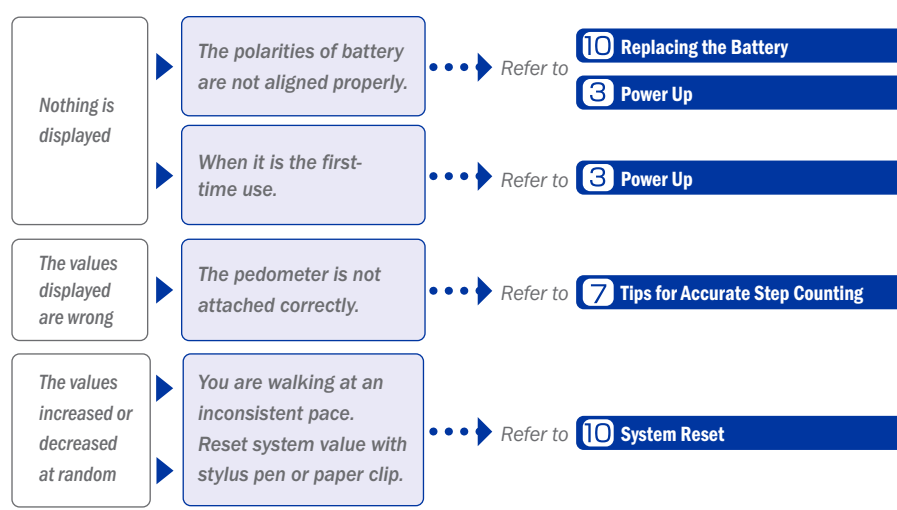 Nothing is
displayed
The polarities of battery
are not aligned properly.
Refer to
10 Replacing the Battery
3 Power Up
When it is the first-
time use.
Refer to
3 Power Up
The values
displayed
are wrong
The pedometer is not
attached correctly.
Refer to
7 Tips for Accurate Step Counting
The values
increased or
decreased
at random
You are walking at an
inconsistent pace.
Reset system value with
stylus pen or paper clip.
Refer to
10 System Reset